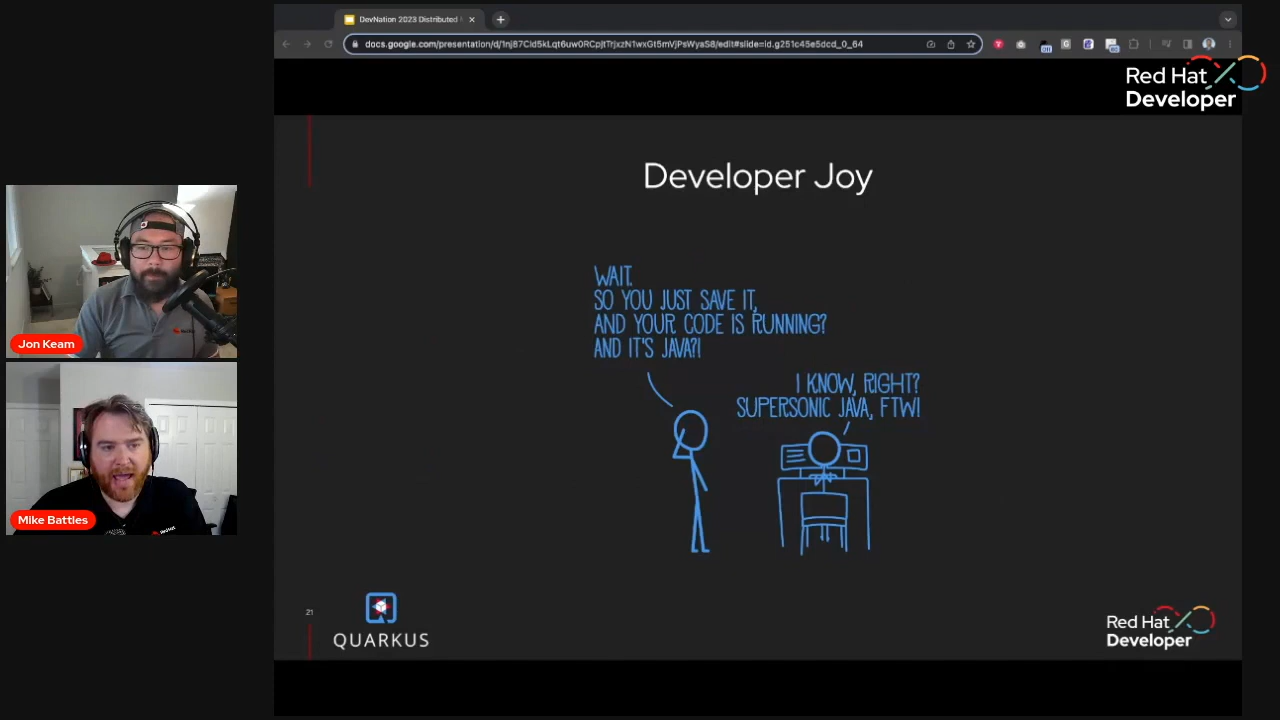 DevNation 2023 Distributed
docs.google.com/presentation/d/1nj87Cid5kLqt6uw0RCpjtTrjxzN1wxGt5mVjPsWyaS8/edit#slide=id.g251c45e5dcd_0_64
Red Hat
Developer
Developer Joy
WAIT.
SO YOU JUST SAVE IT,
AND YOUR CODE IS RUNNING?
AND IT'S JAVA?!
I KNOW, RIGHT?
SUPERSONIC JAVA, FTW!
Jon Keam
Mike Battles
21
QUARKUS
Red Hat
Developer